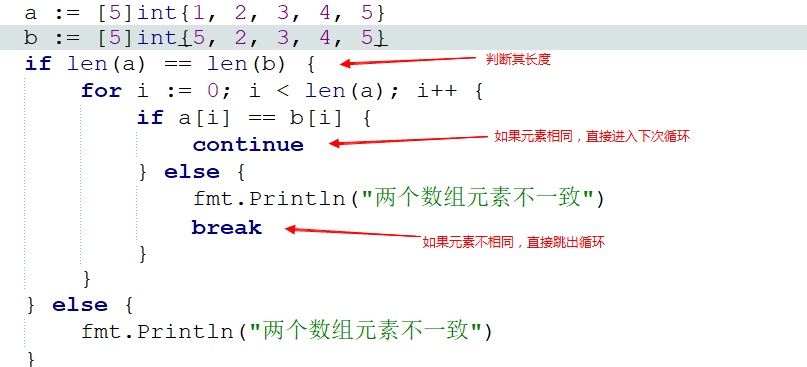 a := [5]int{1, 2, 3, 4, 5}
b := [5]int{5, 2, 3, 4, 5}
if len(a) == len(b) { 判断其长度
for i := 0; i < len(a); i++ {
if a[i] == b[i] {
continue 如果元素相同，直接进入下次循环
} else {
fmt.Println("两个数组元素不一致")
break 如果元素不相同，直接跳出循环
}
}
} else {
fmt.Println("两个数组元素不一致")
}